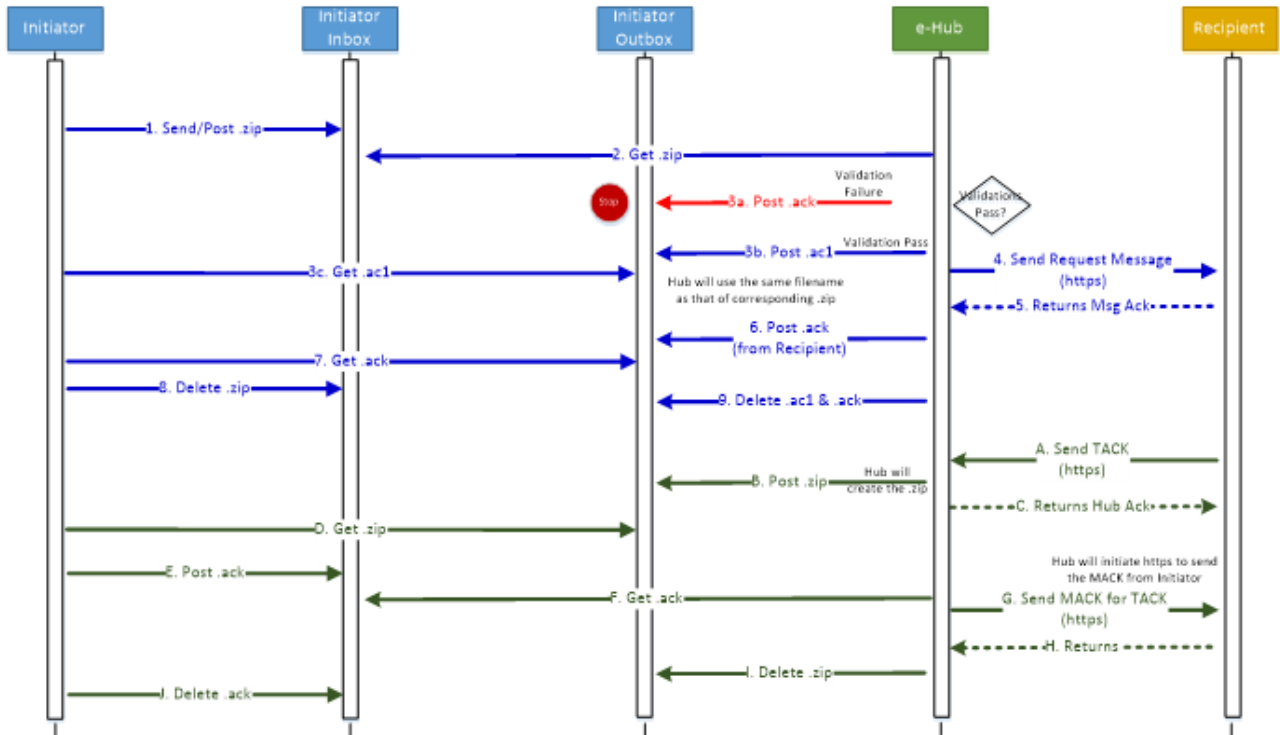 Initiator
Initiator
Inbox
Initiator
Outbox
e-Hub
Recipient
1. Send/Post .zip
2. Get .zip
Validation
Failure
Stop
3a. Post .ack
Validations
Pass?
3b. Post .ac1
Validation Pass
3c. Get .ac1
4. Send Request Message
(https)
Hub will use the same filename
as that of corresponding .zip
5. Returns Msg Ack
6. Post .ack
(from Recipient)
7. Get .ack
8. Delete .zip
9. Delete .ac1 & .ack
A. Send TACK
(https)
B. Post .zip
Hub will
create the .zip
C. Returns Hub Ack
D. Get .zip
E. Post .ack
Hub will initiate https to send
the MACK from Initiator
F. Get .ack
G. Send MACK for TACK
(https)
H. Returns
I. Delete .zip
J. Delete .ack